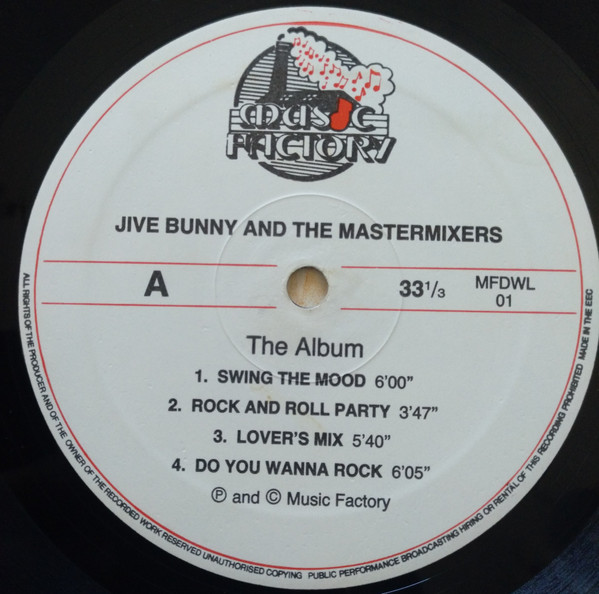 MUSIC
FACTORY
JIVE BUNNY AND THE MASTERMIXERS
A
33 1/3
MFDWL
01
The Album
1. SWING THE MOOD 6'00"
2. ROCK AND ROLL PARTY 3'47"
3. LOVER'S MIX 5'40"
4. DO YOU WANNA ROCK 6'05"
Ⓟ and © Music Factory
ALL RIGHTS OF THE PRODUCER AND OF THE OWNER OF THE RECORDED WORK RESERVED UNAUTHORISED COPYING PUBLIC PERFORMANCE BROADCASTING HIRING OR RENTAL OF THIS RECORDING PROHIBITED MADE IN THE EEC